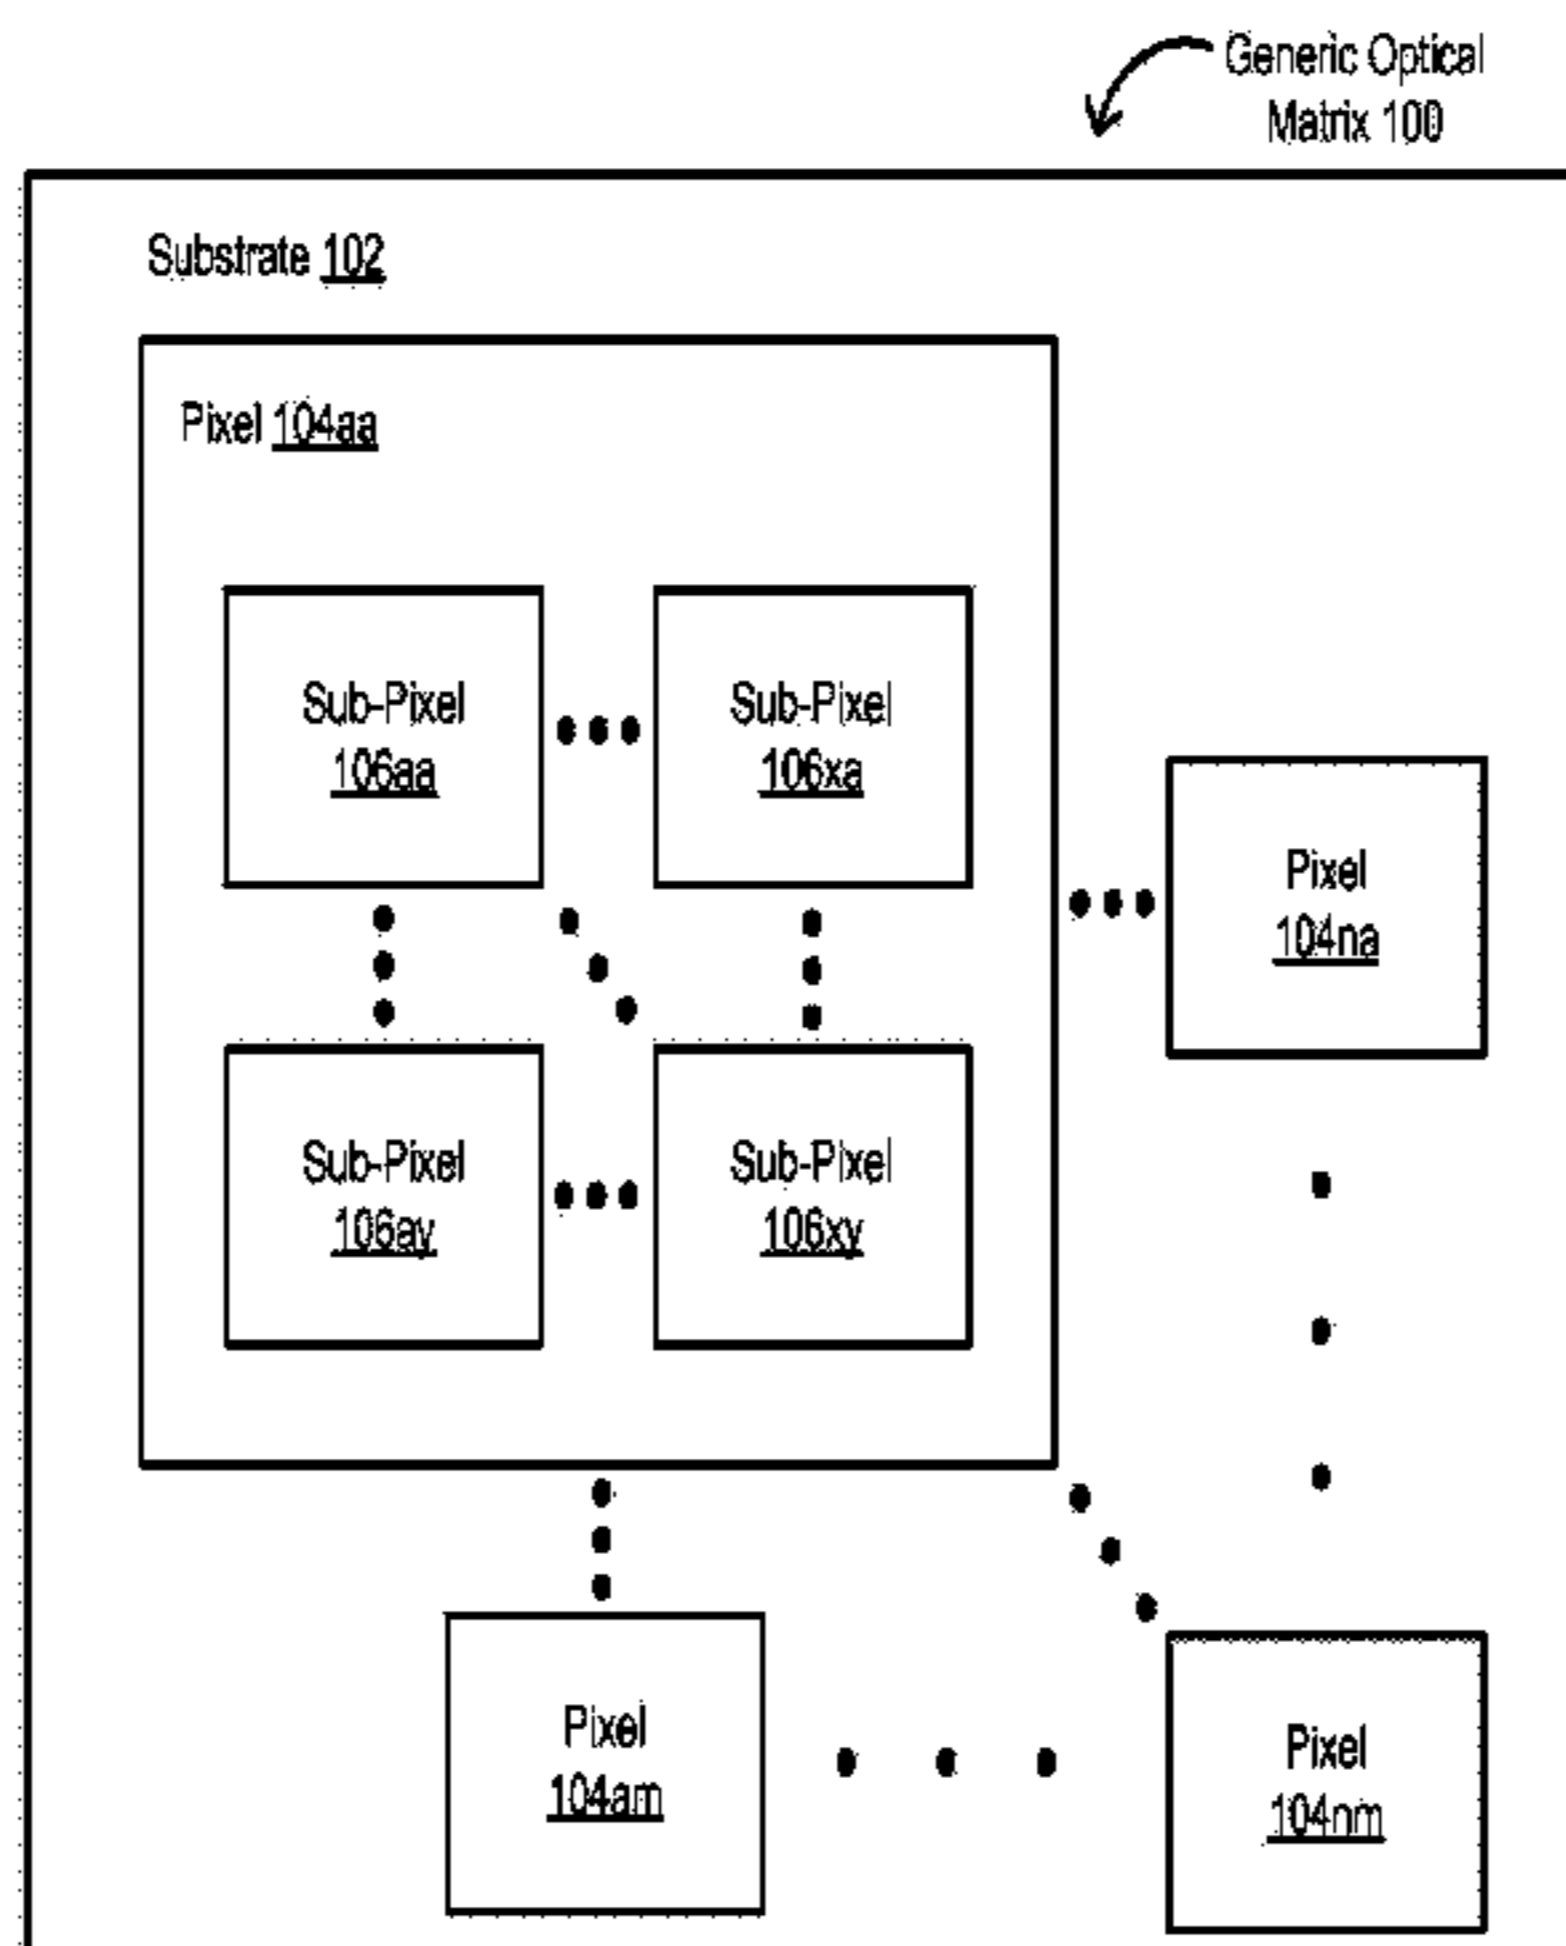 Generic Optical
Matrix 100
Substrate 102
Pixel 104aa
Sub-Pixel
106aa
Sub-Pixel
106xa
Pixel
104na
Sub-Pixel
106ay
Sub-Pixel
106xy
Pixel
104am
Pixel
104nm